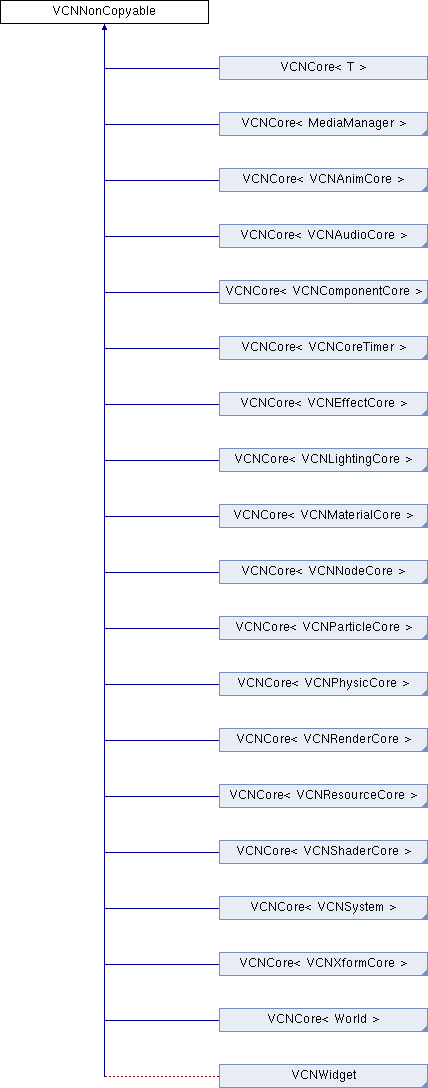 VCNNonCopyable
VCNCore< T >
VCNCore< MediaManager >
VCNCore< VCNAnimCore >
VCNCore< VCNAudioCore >
VCNCore< VCNComponentCore >
VCNCore< VCNCoreTimer >
VCNCore< VCNEffectCore >
VCNCore< VCNLightingCore >
VCNCore< VCNMaterialCore >
VCNCore< VCNNodeCore >
VCNCore< VCNParticleCore >
VCNCore< VCNPhysicCore >
VCNCore< VCNRenderCore >
VCNCore< VCNResourceCore >
VCNCore< VCNShaderCore >
VCNCore< VCNSystem >
VCNCore< VCNXformCore >
VCNCore< World >
VCNWidget